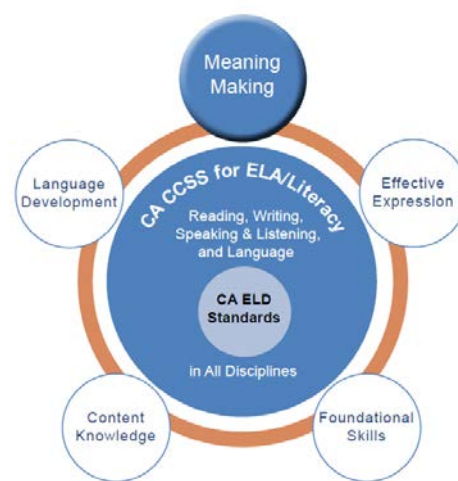 Meaning
Making
Language
Development
Effective
Expression
CA CCSS for ELA/Literacy
Reading, Writing,
Speaking & Listening,
and Language
CA ELD
Standards
in All Disciplines
Content
Knowledge
Foundational
Skills